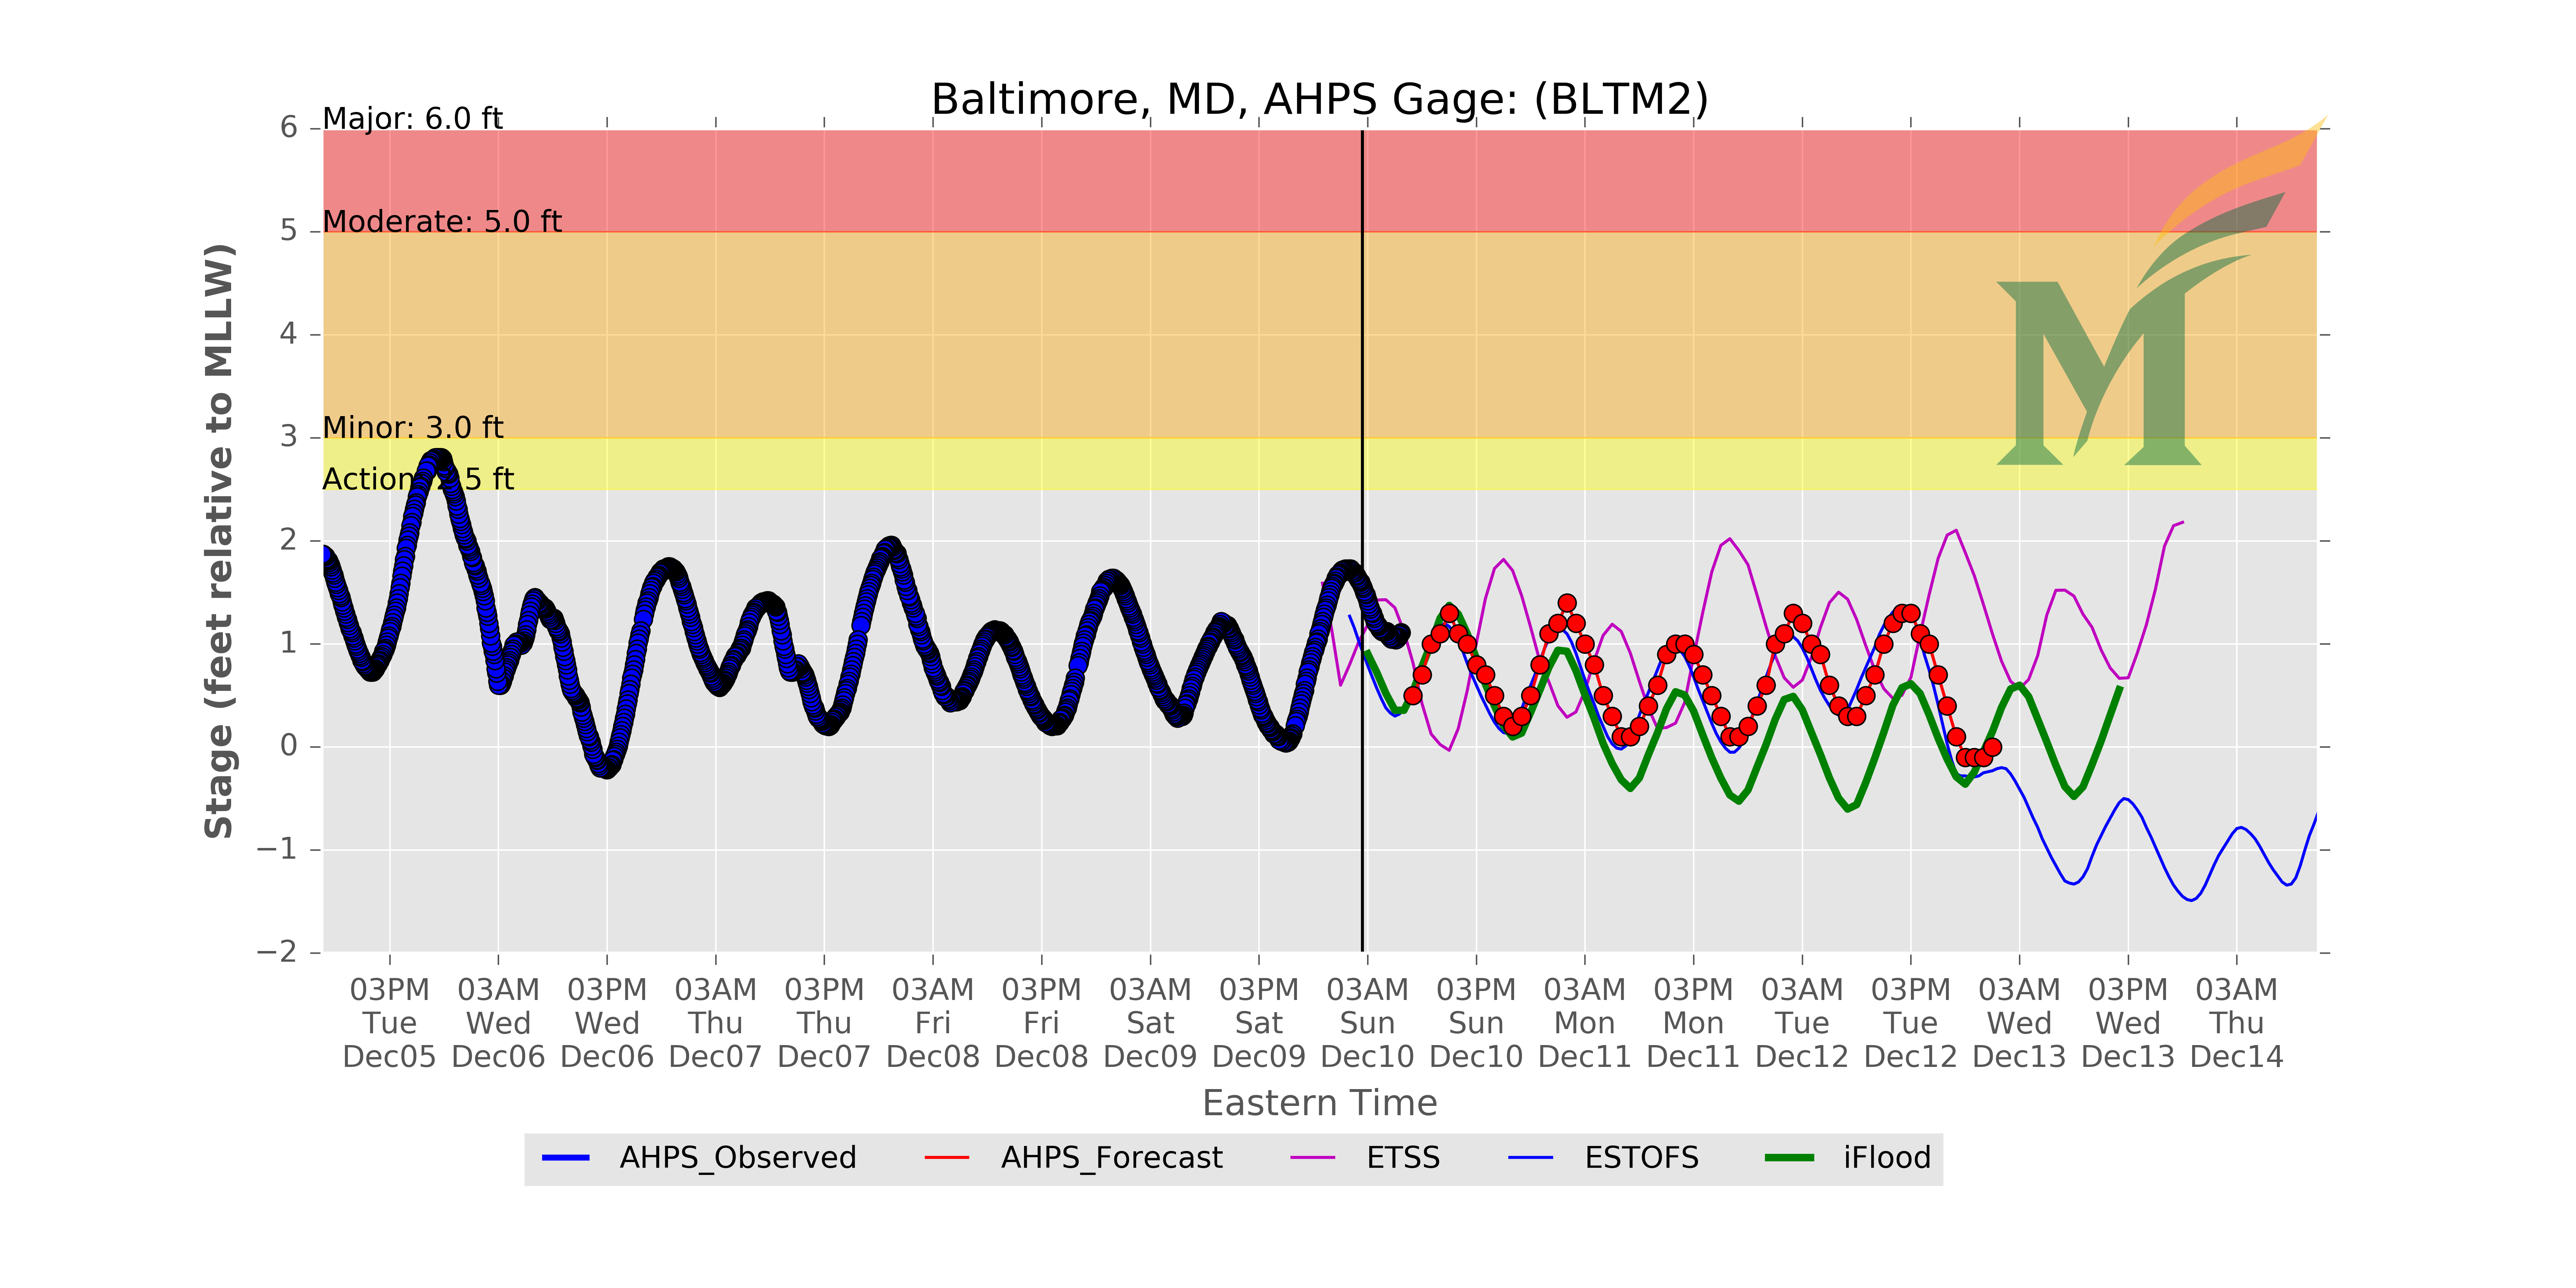 Baltimore, MD, AHPS Gage: (BLTM2)
Major: 6.0 ft
Moderate: 5.0 ft
Minor: 3.0 ft
Action: 2.5 ft
6
5
4
3
2
1
0
−1
−2
Stage (feet relative to MLLW)
03PM 03AM 03PM 03AM 03PM 03AM 03PM 03AM 03PM 03AM 03PM 03AM 03PM 03AM 03PM 03AM 03PM 03AM
Tue Wed Wed Thu Thu Fri Fri Sat Sat Sun Sun Mon Mon Tue Tue Wed Wed Thu
Dec05 Dec06 Dec06 Dec07 Dec07 Dec08 Dec08 Dec09 Dec09 Dec10 Dec10 Dec11 Dec11 Dec12 Dec12 Dec13 Dec13 Dec14
Eastern Time
AHPS_Observed AHPS_Forecast ETSS ESTOFS iFlood
M